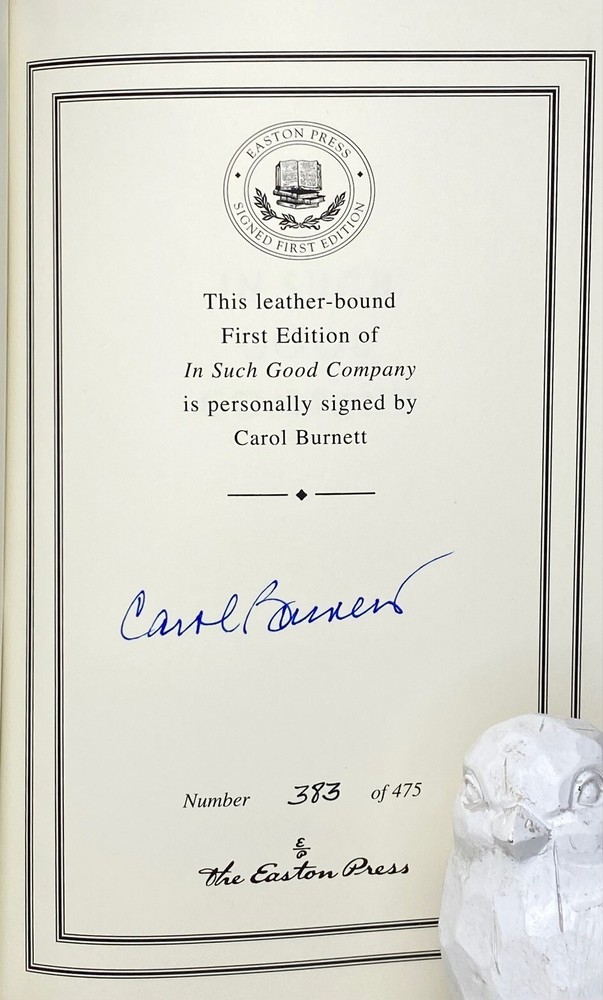 EASTON PRESS
SIGNED FIRST EDITION
This leather-bound
First Edition of
In Such Good Company
is personally signed by
Carol Burnett
Carol Burnett
Number 383 of 475
E/P
The Easton Press